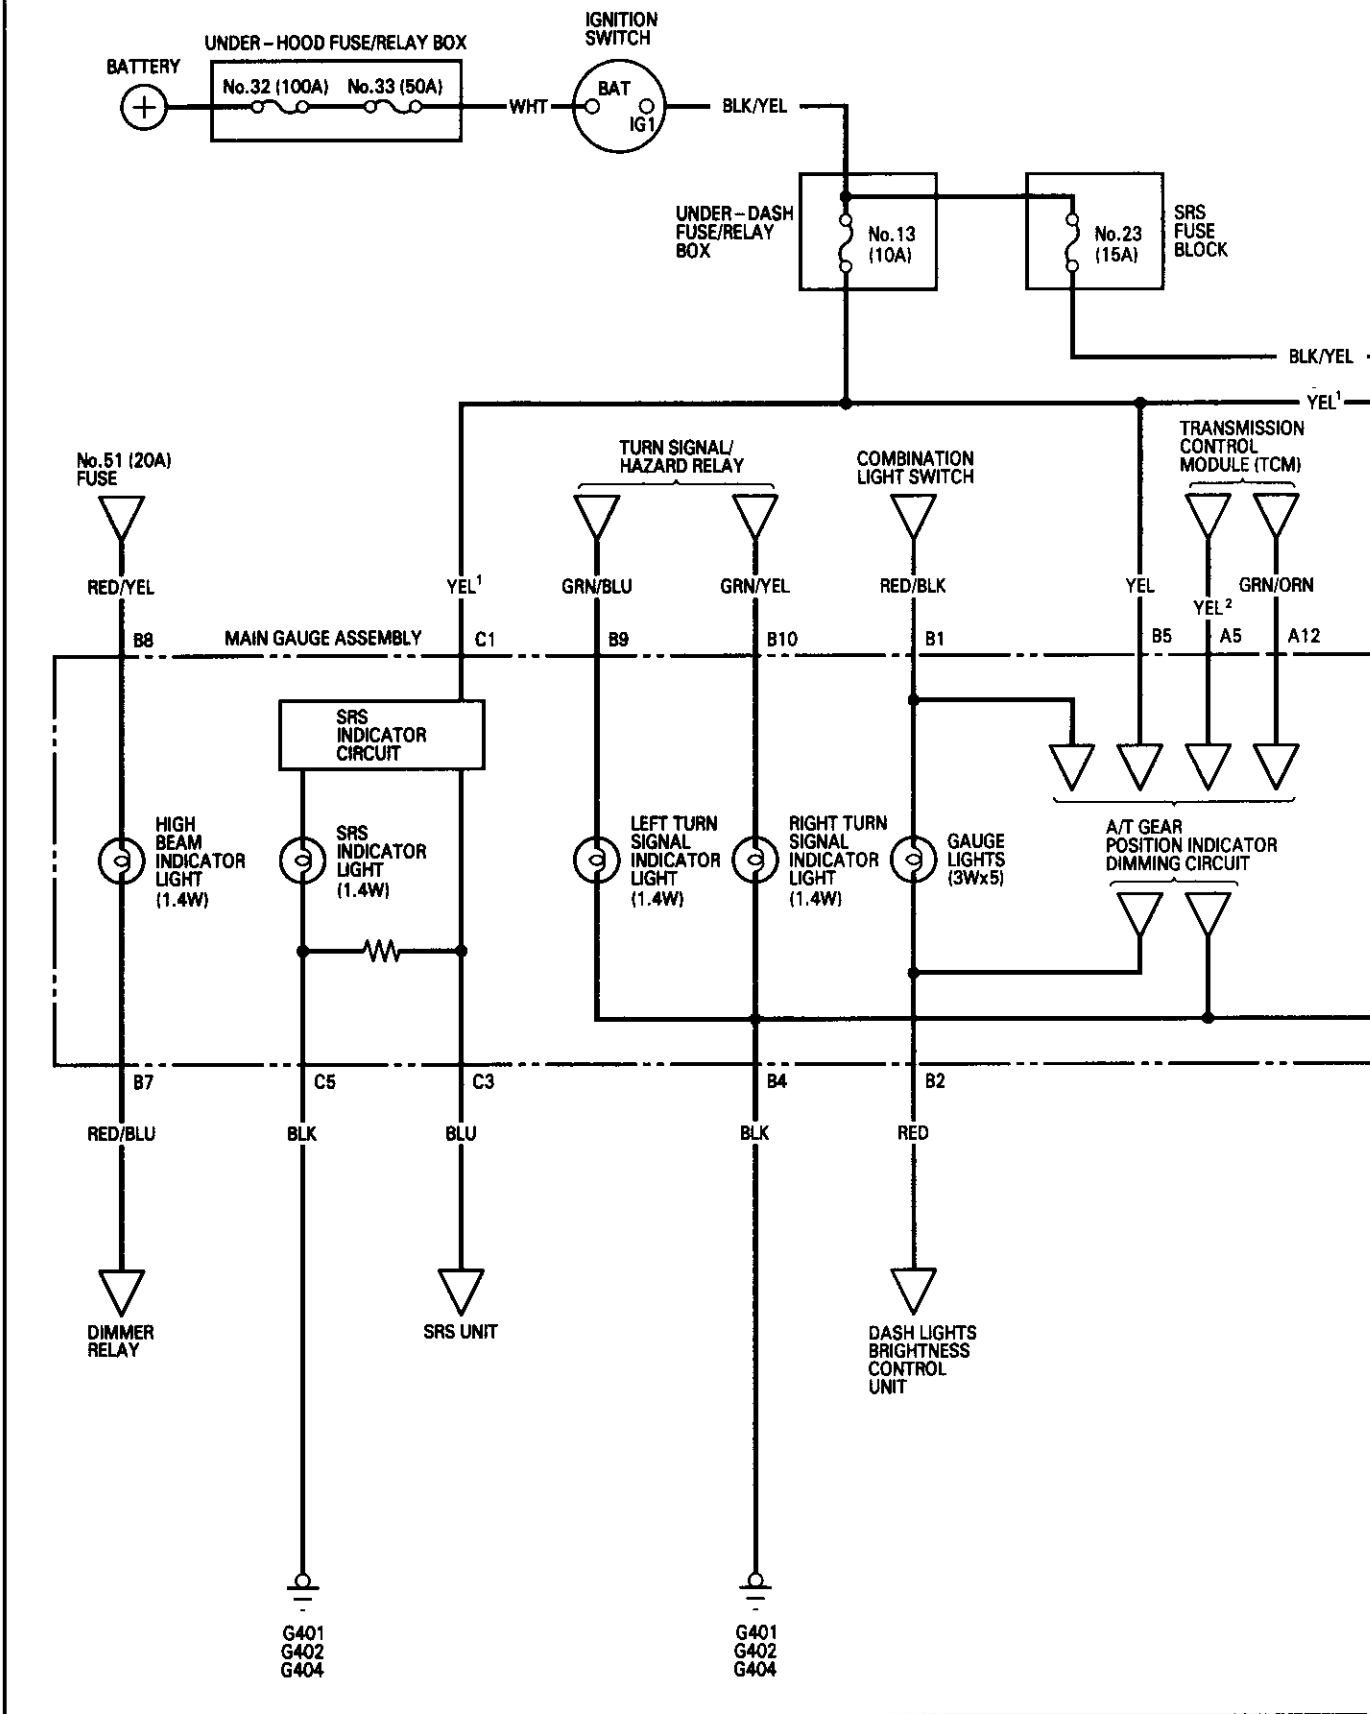 IGNITION
SWITCH
UNDER-HOOD FUSE/RELAY BOX
BATTERY
No.32 (100A) No.33 (50A)
BAT
WHT
IG1
BLK/YEL
UNDER-DASH
FUSE/RELAY
BOX
No.13
(10A)
No.23
(15A)
SRS
FUSE
BLOCK
BLK/YEL
YEL¹
No.51 (20A)
FUSE
TURN SIGNAL/
HAZARD RELAY
COMBINATION
LIGHT SWITCH
TRANSMISSION
CONTROL
MODULE (TCM)
RED/YEL
YEL¹
GRN/BLU
GRN/YEL
RED/BLK
YEL
YEL²
GRN/ORN
B8
MAIN GAUGE ASSEMBLY
C1
B9
B10
B1
B5
A5
A12
SRS
INDICATOR
CIRCUIT
HIGH
BEAM
INDICATOR
LIGHT
(1.4W)
SRS
INDICATOR
LIGHT
(1.4W)
LEFT TURN
SIGNAL
INDICATOR
LIGHT
(1.4W)
RIGHT TURN
SIGNAL
INDICATOR
LIGHT
(1.4W)
GAUGE
LIGHTS
(3Wx5)
A/T GEAR
POSITION INDICATOR
DIMMING CIRCUIT
B7
C5
C3
B4
B2
RED/BLU
BLK
BLU
BLK
RED
DIMMER
RELAY
SRS UNIT
DASH LIGHTS
BRIGHTNESS
CONTROL
UNIT
G401
G402
G404
G401
G402
G404